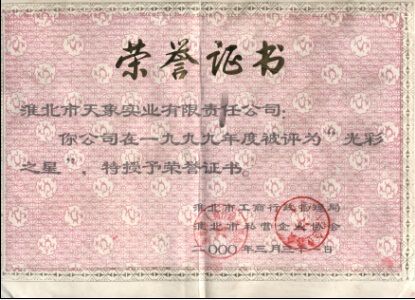 荣誉证书
淮北市天象实业有限责任公司:
你公司在一九九九年度被评为“光彩
之星”,特授予荣誉证书。
淮北市工商行政管理局
淮北市私营企业协会
二000年三月二十一日